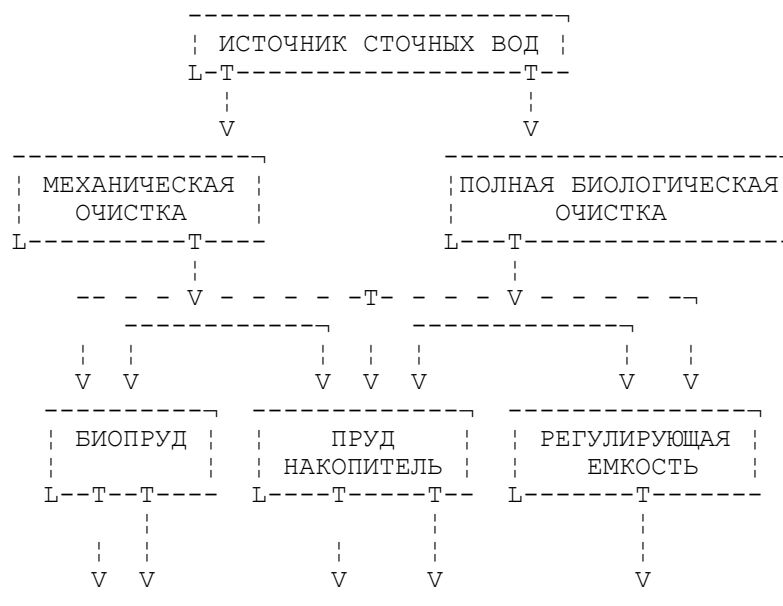 ИСТОЧНИК СТОЧНЫХ ВОД
МЕХАНИЧЕСКАЯ ПОЛНАЯ БИОЛОГИЧЕСКАЯ
ОЧИСТКА ОЧИСТКА
БИОПРУД ПРУД РЕГУЛИРУЮЩАЯ
НАКОПИТЕЛЬ ЕМКОСТЬ